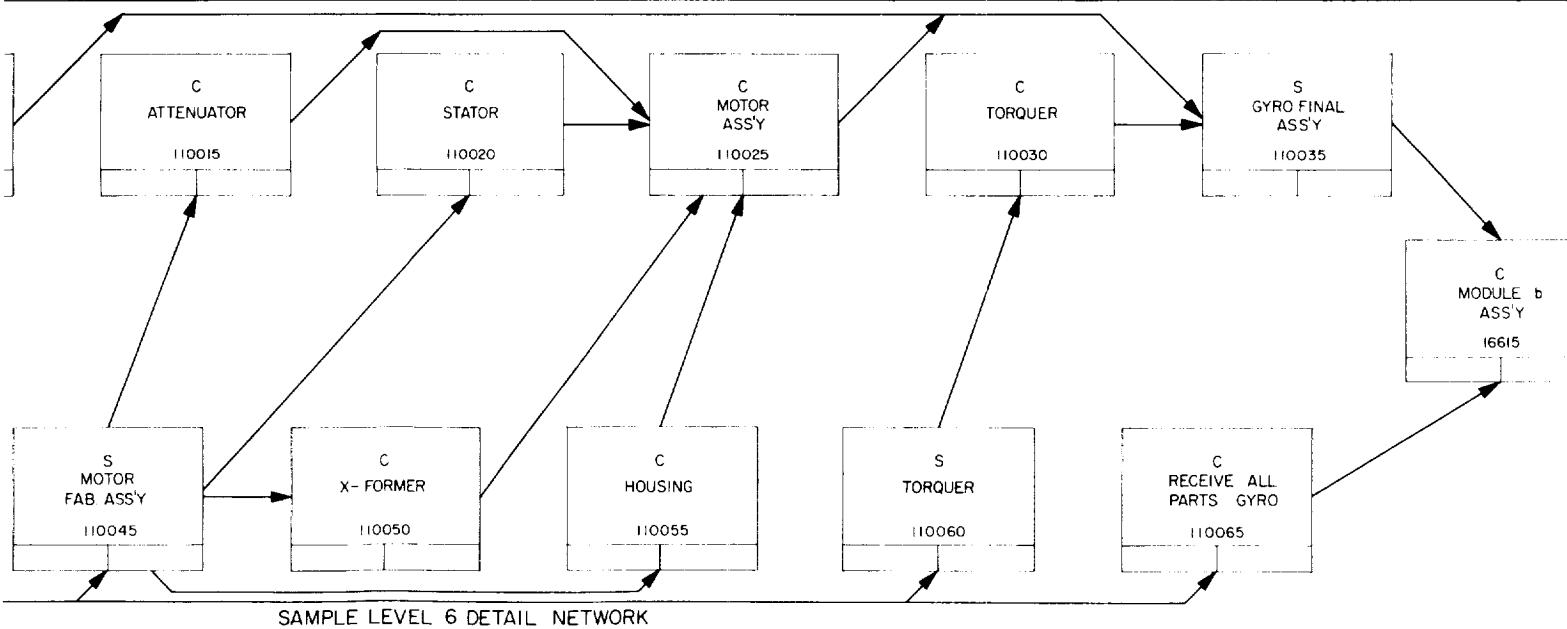 C
ATTENUATOR
110015
C
STATOR
110020
C
MOTOR
ASS'Y
110025
C
TORQUER
110030
S
GYRO FINAL
ASS'Y
110035
C
MODULE b
ASS'Y
16615
S
MOTOR
FAB. ASS'Y
110045
C
X-FORMER
110050
C
HOUSING
110055
S
TORQUER
110060
C
RECEIVE ALL
PARTS GYRO
110065
SAMPLE LEVEL 6 DETAIL NETWORK